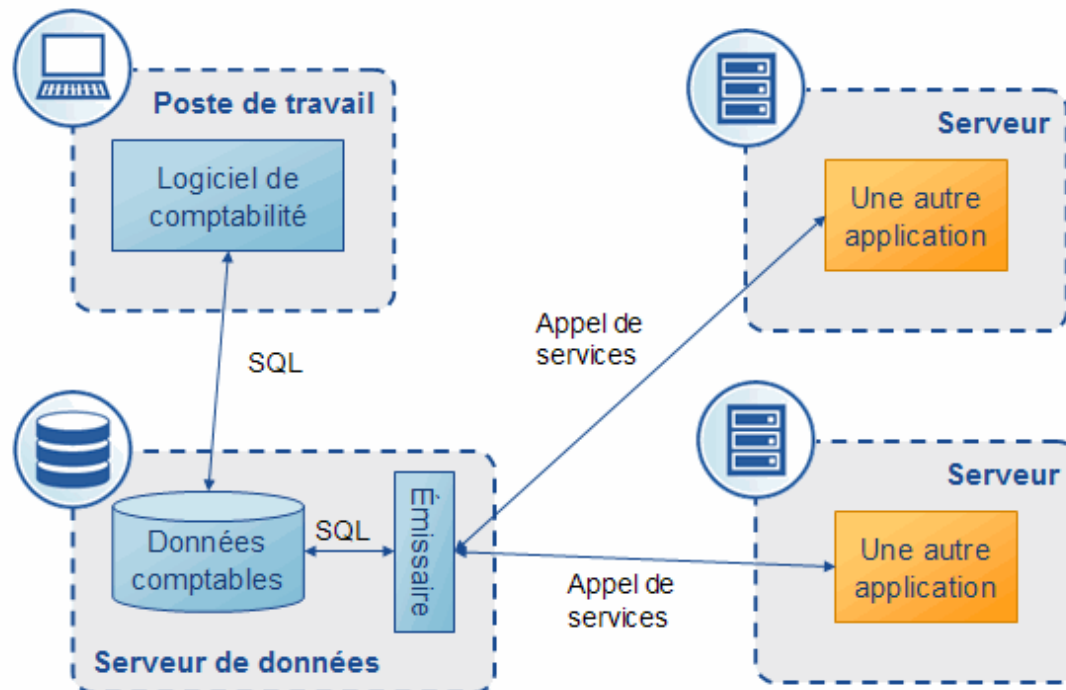 Poste de travail
Logiciel de
comptabilité
Serveur
Une autre
application
Appel de
services
SQL
Serveur
Données
comptables
SQL
Émissaire
Une autre
application
Appel de
services
Serveur de données